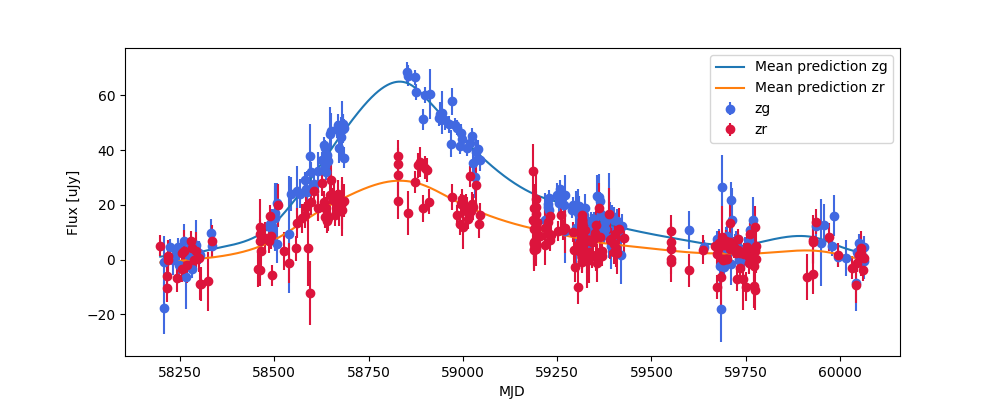 Mean prediction zg
Mean prediction zr
zg
zr
Flux [uJy]
60
40
20
0
−20
58250 58500 58750 59000 59250 59500 59750 60000
MJD